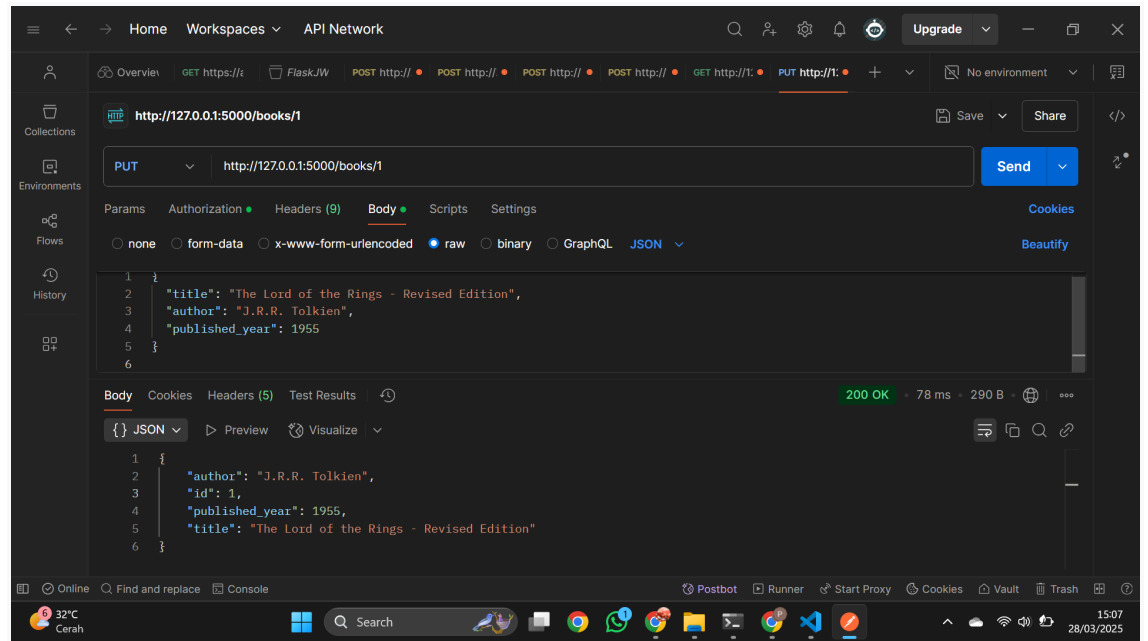 Home Workspaces API Network Upgrade
Overviev GET https://a FlaskJW POST http:// POST http://. POST http:// POST http:// GET http://1: PUT http://1: No environment
HTTP http://127.0.0.1:5000/books/1 Save Share
Collections
PUT http://127.0.0.1:5000/books/1 Send
Environments
Params Authorization Headers (9) Body Scripts Settings Cookies
Flows
none form-data x-www-form-urlencoded raw binary GraphQL JSON Beautify
History
1 {
2 "title": "The Lord of the Rings - Revised Edition",
3 "author": "J.R.R. Tolkien",
4 "published_year": 1955
5 }
6
Body Cookies Headers (5) Test Results 200 OK 78 ms 290 B
{} JSON Preview Visualize
1 {
2 "author": "J.R.R. Tolkien",
3 "id": 1,
4 "published_year": 1955,
5 "title": "The Lord of the Rings - Revised Edition"
6 }
Online Find and replace Console Postbot Runner Start Proxy Cookies Vault Trash
6 32°C Search 1 P 15:07
Cerah 28/03/2025